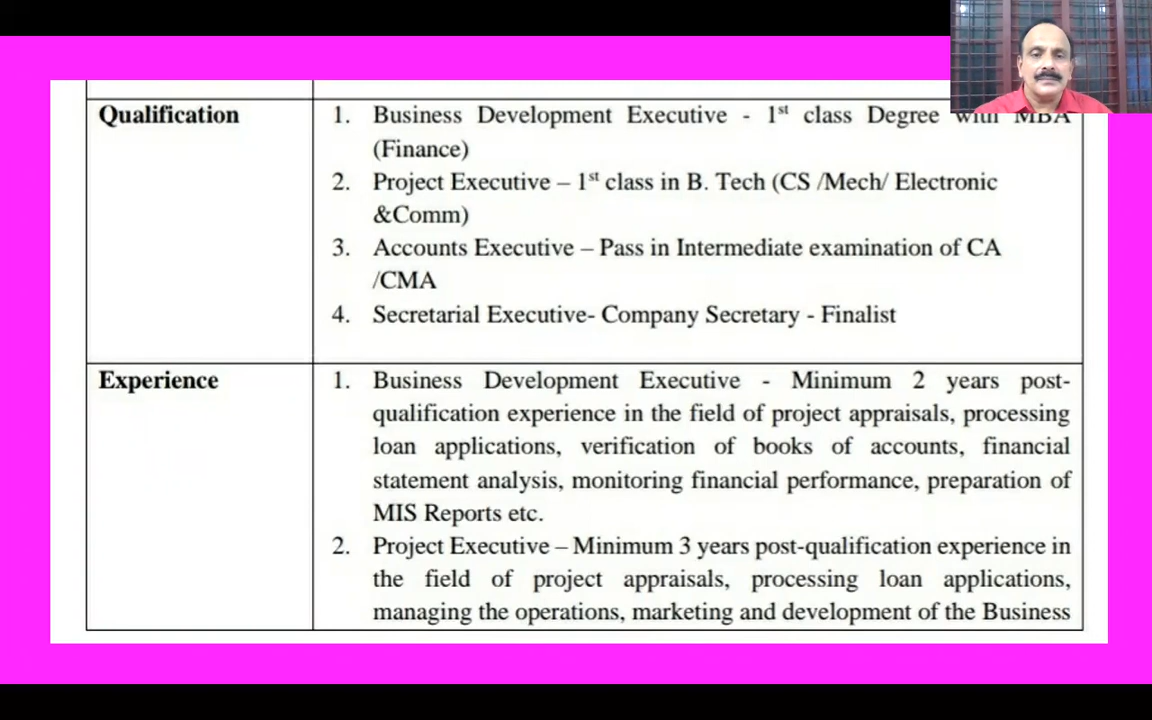 Qualification
1. Business Development Executive - 1st class Degree with MBA
(Finance)
2. Project Executive – 1st class in B. Tech (CS /Mech/ Electronic
&Comm)
3. Accounts Executive – Pass in Intermediate examination of CA
/CMA
4. Secretarial Executive- Company Secretary - Finalist
Experience
1. Business Development Executive - Minimum 2 years post-
qualification experience in the field of project appraisals, processing
loan applications, verification of books of accounts, financial
statement analysis, monitoring financial performance, preparation of
MIS Reports etc.
2. Project Executive – Minimum 3 years post-qualification experience in
the field of project appraisals, processing loan applications,
managing the operations, marketing and development of the Business